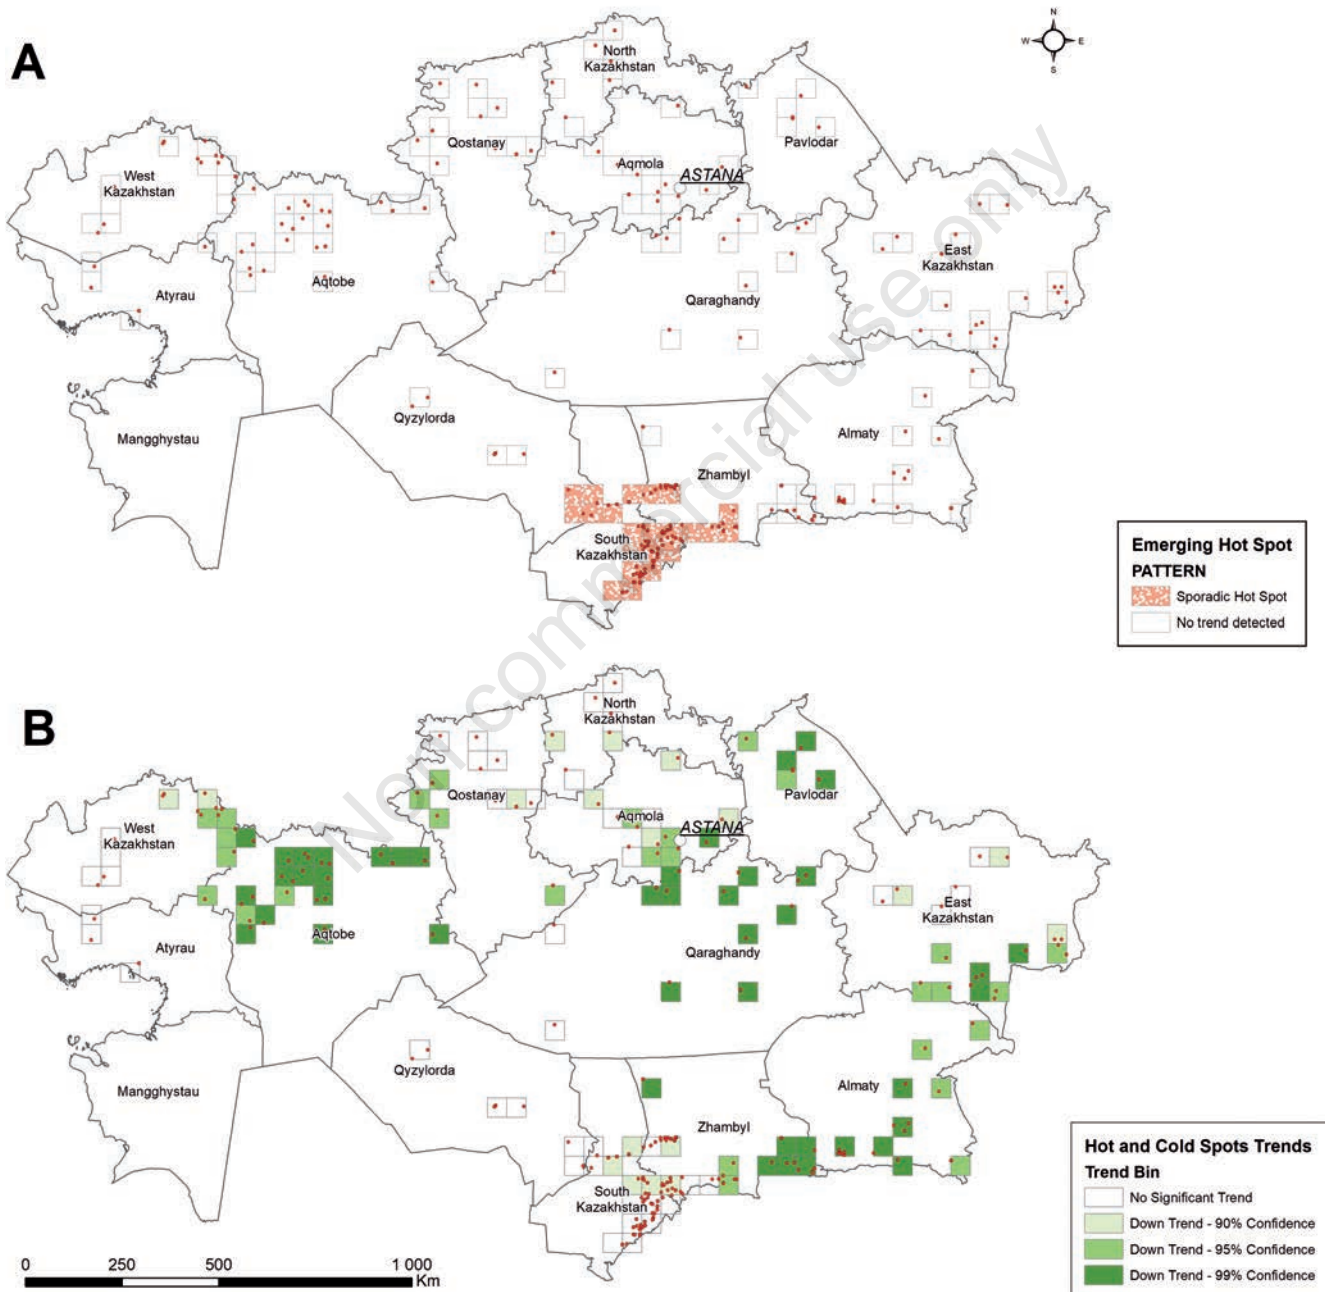 A
N
W E
S
North
Kazakhstan
Qostanay
Pavlodar
Aqmola
ASTANA
West
Kazakhstan
East
Kazakhstan
Aqtobe
Atyrau
Qaraghandy
Qyzylorda
Mangghystau
Almaty
Zhambyl
South
Kazakhstan
Emerging Hot Spot
PATTERN
Sporadic Hot Spot
No trend detected
Non commercial use only
B
North
Kazakhstan
Qostanay
Pavlodar
Aqmola
ASTANA
West
Kazakhstan
East
Kazakhstan
Aqtobe
Atyrau
Qaraghandy
Qyzylorda
Mangghystau
Almaty
Zhambyl
South
Kazakhstan
Hot and Cold Spots Trends
Trend Bin
No Significant Trend
Down Trend - 90% Confidence
Down Trend - 95% Confidence
Down Trend - 99% Confidence
0 250 500 1 000
Km